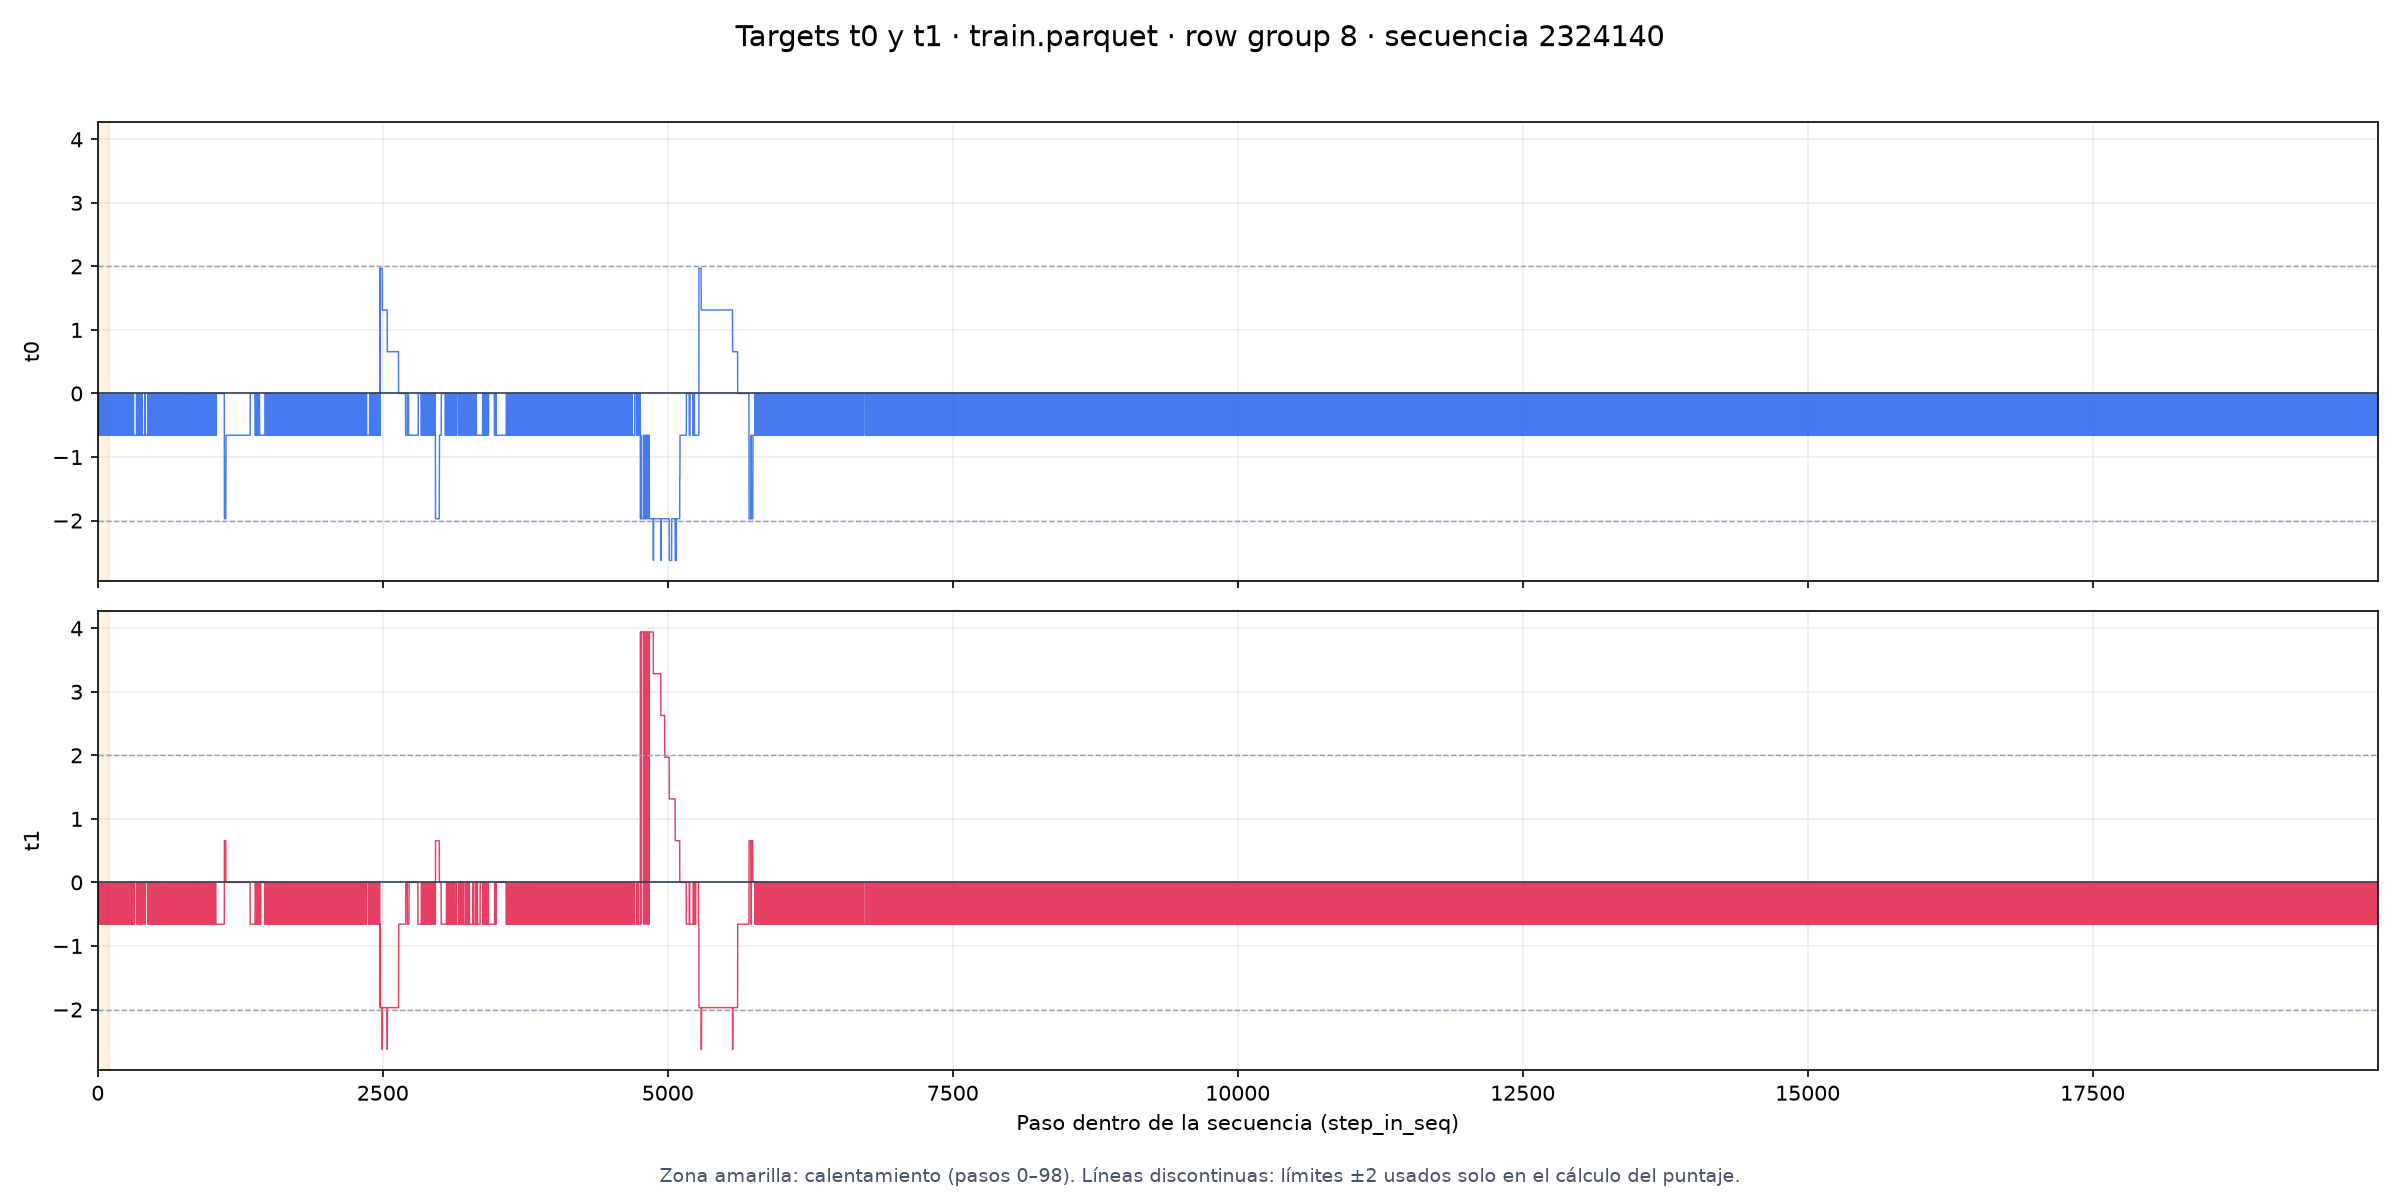 Targets t0 y t1 · train.parquet · row group 8 · secuencia 2324140
4
3
2
1
0
−1
−2
t0
4
3
2
1
0
−1
−2
t1
0 2500 5000 7500 10000 12500 15000 17500
Paso dentro de la secuencia (step_in_seq)
Zona amarilla: calentamiento (pasos 0–98). Líneas discontinuas: límites ±2 usados solo en el cálculo del puntaje.